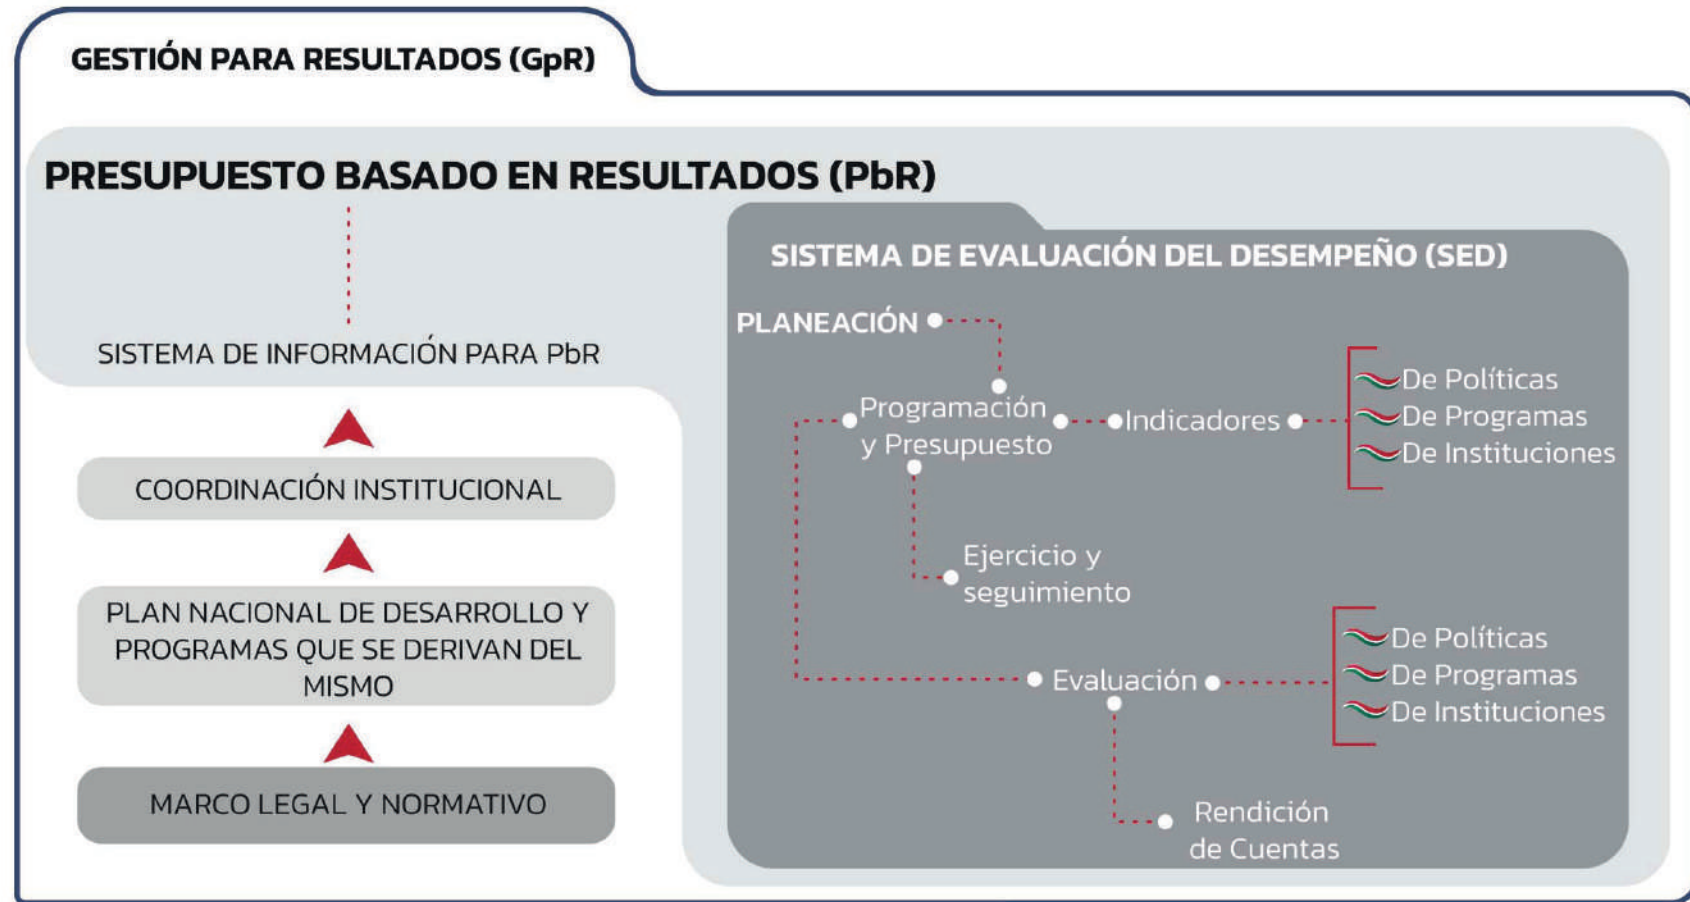 GESTIÓN PARA RESULTADOS (GpR)
PRESUPUESTO BASADO EN RESULTADOS (PbR)
SISTEMA DE INFORMACIÓN PARA PbR
COORDINACIÓN INSTITUCIONAL
PLAN NACIONAL DE DESARROLLO Y
PROGRAMAS QUE SE DERIVAN DEL
MISMO
MARCO LEGAL Y NORMATIVO
SISTEMA DE EVALUACIÓN DEL DESEMPEÑO (SED)
PLANEACIÓN
Programación
y Presupuesto
Indicadores
De Políticas
De Programas
De Instituciones
Ejercicio y
seguimiento
Evaluación
De Políticas
De Programas
De Instituciones
Rendición
de Cuentas